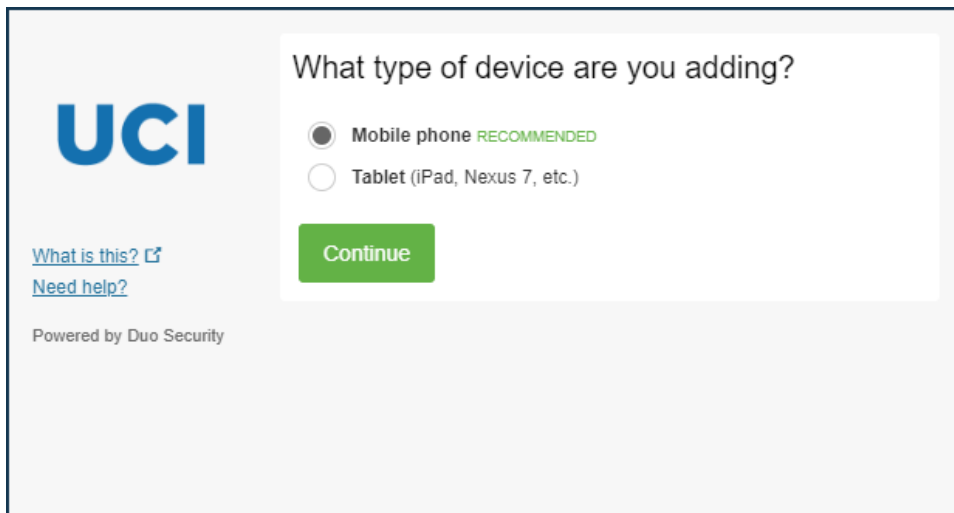 UCI
What is this?
Need help?
Powered by Duo Security
What type of device are you adding?
Mobile phone RECOMMENDED
Tablet (iPad, Nexus 7, etc.)
Continue